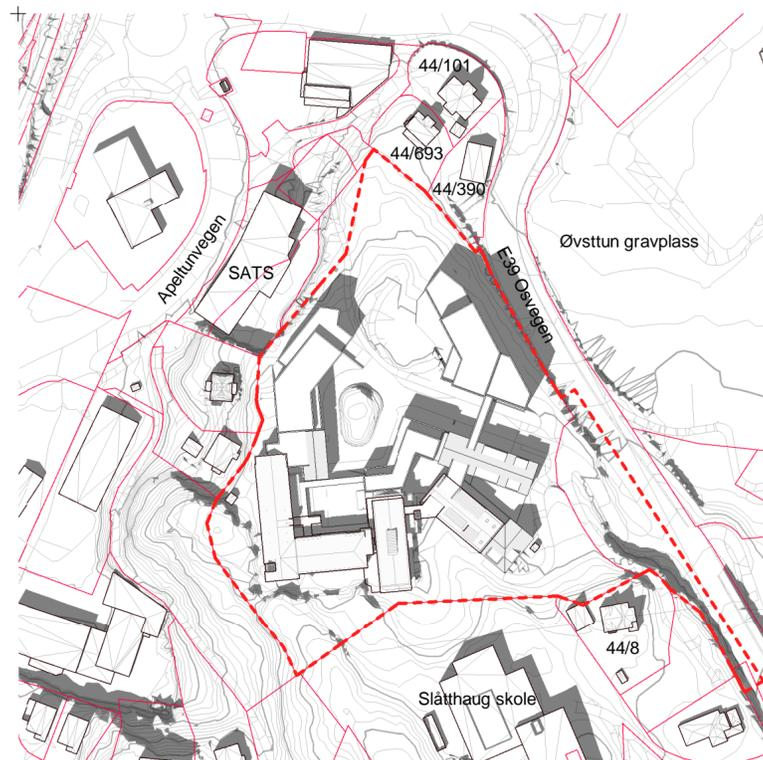 44/101
44/693
44/390
Øvsttun gravplass
Apeltunvegen
SATS
E39 Osvegen
44/8
Slåtthaug skole